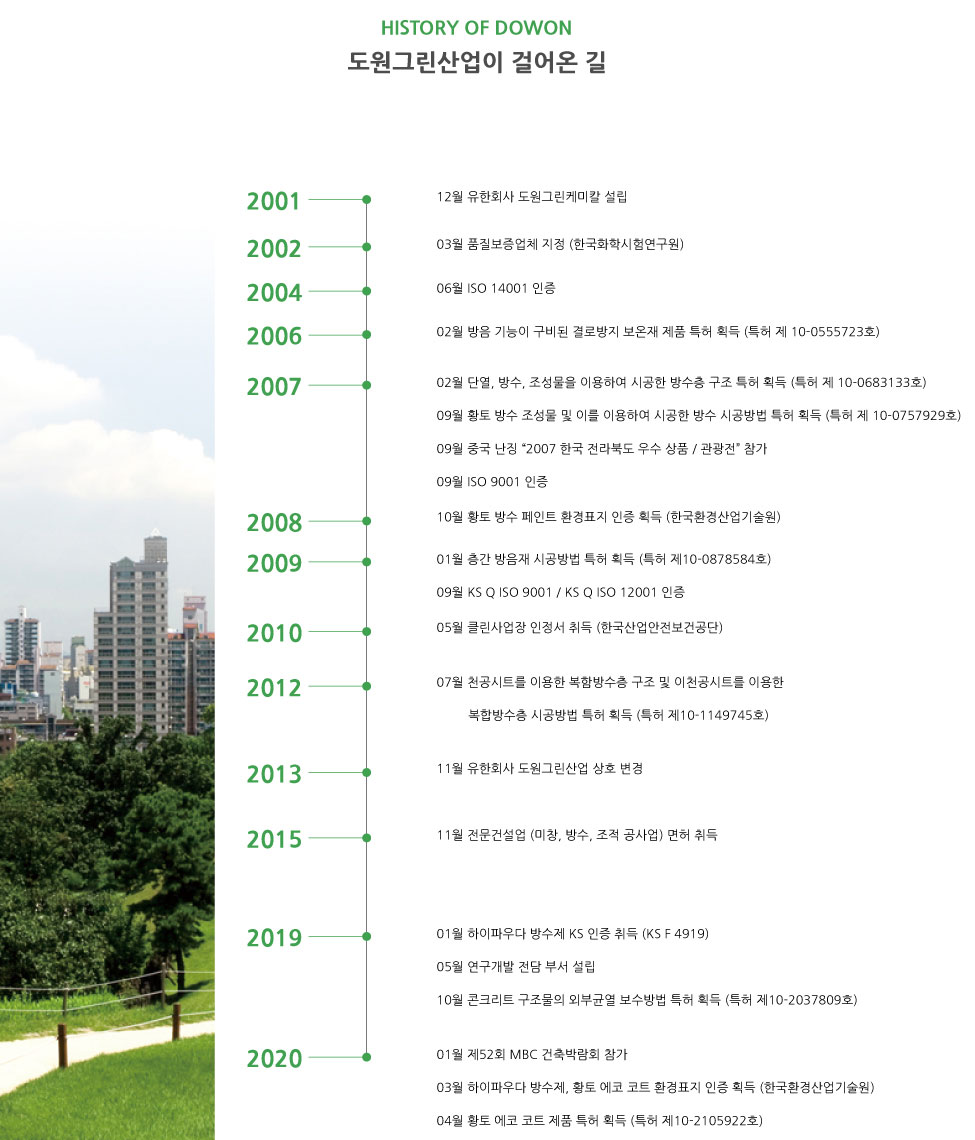 HISTORY OF DOWON
도원그린산업이 걸어온 길
2001
12월 유한회사 도원그린케미칼 설립
2002
03월 품질보증업체 지정 (한국화학시험연구원)
2004
06월 ISO 14001 인증
2006
02월 방음 기능이 구비된 결로방지 보온재 제품 특허 획득 (특허 제 10-0555723호)
2007
02월 단열, 방수, 조성물을 이용하여 시공한 방수층 구조 특허 획득 (특허 제 10-0683133호)
09월 황토 방수 조성물 및 이를 이용하여 시공한 방수 시공방법 특허 획득 (특허 제 10-0757929호)
09월 중국 난징 “2007 한국 전라북도 우수 상품 / 관광전” 참가
09월 ISO 9001 인증
2008
10월 황토 방수 페인트 환경표지 인증 획득 (한국환경산업기술원)
2009
01월 층간 방음재 시공방법 특허 획득 (특허 제10-0878584호)
09월 KS Q ISO 9001 / KS Q ISO 12001 인증
2010
05월 클린사업장 인정서 취득 (한국산업안전보건공단)
2012
07월 천공시트를 이용한 복함방수층 구조 및 이천공시트를 이용한
복합방수층 시공방법 특허 획득 (특허 제10-1149745호)
2013
11월 유한회사 도원그린산업 상호 변경
2015
11월 전문건설업 (미창, 방수, 조적 공사업) 면허 취득
2019
01월 하이파우다 방수제 KS 인증 취득 (KS F 4919)
05월 연구개발 전담 부서 설립
10월 콘크리트 구조물의 외부균열 보수방법 특허 획득 (특허 제10-2037809호)
2020
01월 제52회 MBC 건축박람회 참가
03월 하이파우다 방수제, 황토 에코 코트 환경표지 인증 획득 (한국환경산업기술원)
04월 황토 에코 코트 제품 특허 획득 (특허 제10-2105922호)